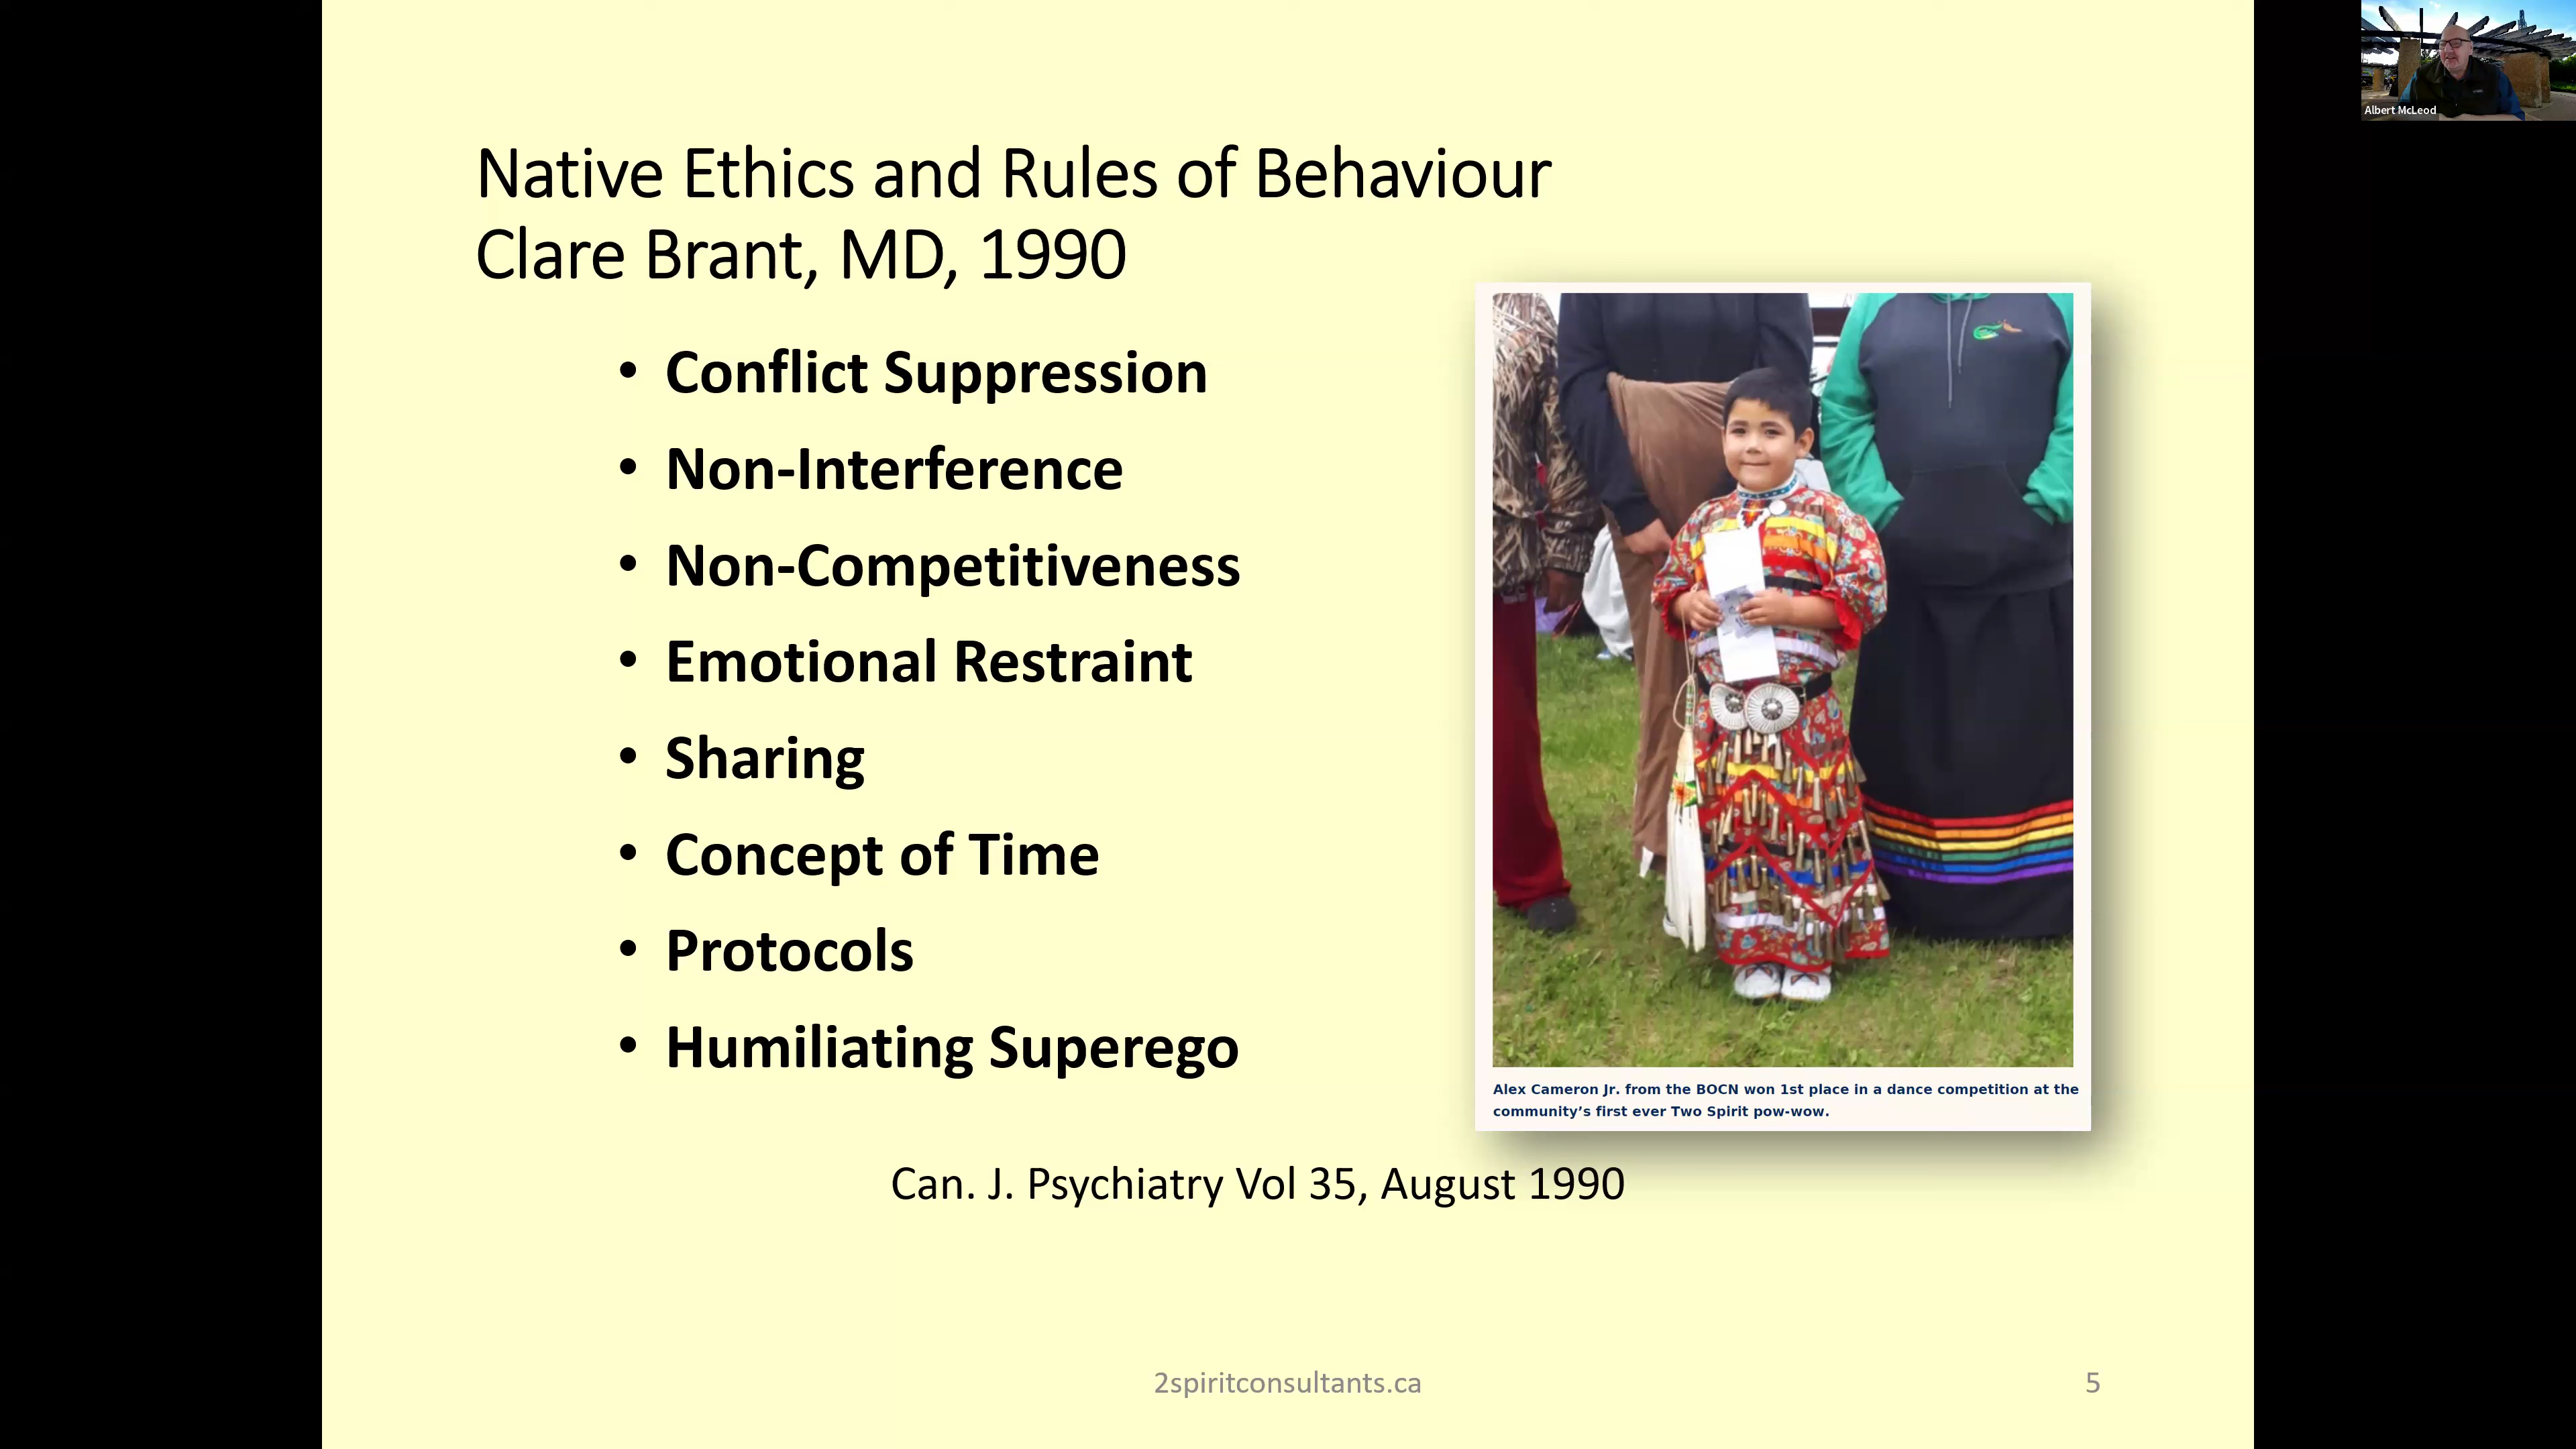 Native Ethics and Rules of Behaviour
Clare Brant, MD, 1990
• Conflict Suppression
• Non-Interference
• Non-Competitiveness
• Emotional Restraint
• Sharing
• Concept of Time
• Protocols
• Humiliating Superego
Alex Cameron Jr. from the BOCN won 1st place in a dance competition at the
community’s first ever Two Spirit pow-wow.
Can. J. Psychiatry Vol 35, August 1990
2spiritconsultants.ca
5
Albert McLeod